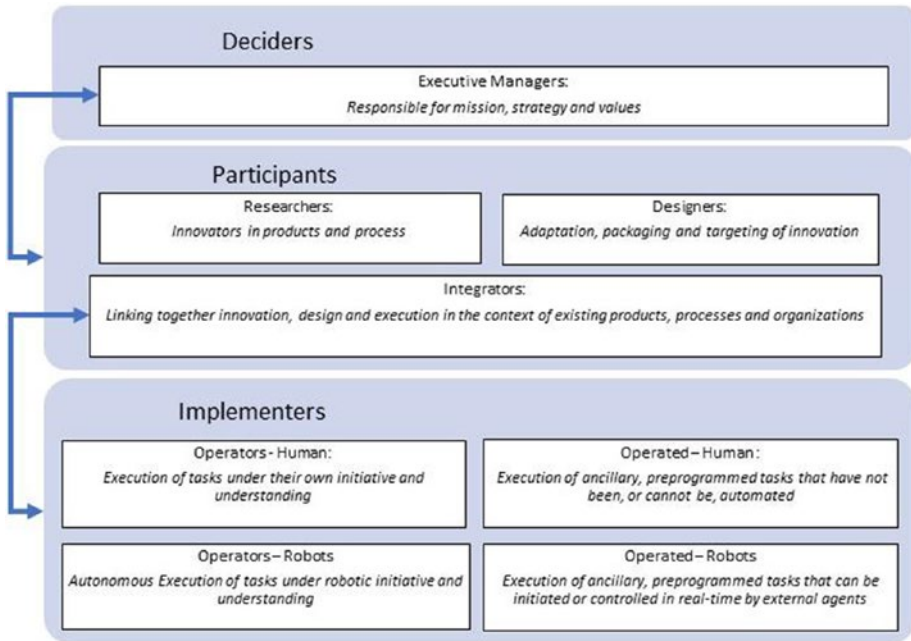 Deciders
Executive Managers:
Responsible for mission, strategy and values
Participants
Researchers:
Innovators in products and process
Designers:
Adaptation, packaging and targeting of innovation
Integrators:
Linking together innovation, design and execution in the context of existing products, processes and organizations
Implementers
Operators - Human:
Execution of tasks under their own initiative and
understanding
Operated – Human:
Execution of ancillary, preprogrammed tasks that have not
been, or cannot be, automated
Operators – Robots
Autonomous Execution of tasks under robotic initiative and
understanding
Operated – Robots
Execution of ancillary, preprogrammed tasks that can be
initiated or controlled in real-time by external agents